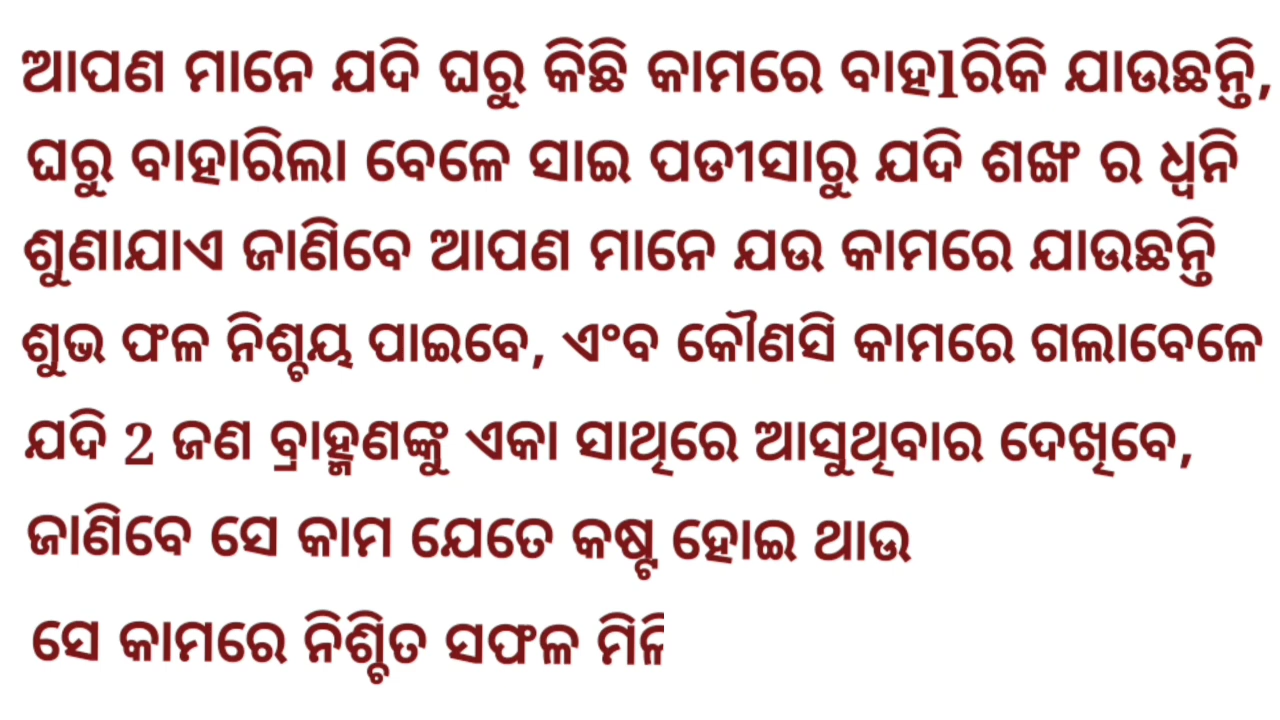 ଆପଣ ମାନେ ଯଦି ଘରୁ କିଛି କାମରେ ବାହାରିକି ଯାଉଛନ୍ତି,
ଘରୁ ବାହାରିଲା ବେଳେ ସାଇ ପଡୀସାରୁ ଯଦି ଶଙ୍ଖ ର ଧ୍ୱନି
ଶୁଣାଯାଏ ଜାଣିବେ ଆପଣ ମାନେ ଯଉ କାମରେ ଯାଉଛନ୍ତି
ଶୁଭ ଫଳ ନିଶ୍ଚୟ ପାଇବେ, ଏଂବ କୌଣସି କାମରେ ଗଲାବେଳେ
ଯଦି 2 ଜଣ ବ୍ରାହ୍ମଣଙ୍କୁ ଏକା ସାଥିରେ ଆସୁଥିବାର ଦେଖିବେ,
ଜାଣିବେ ସେ କାମ ଯେତେ କଷ୍ଟ ହୋଇ ଥାଉ
ସେ କାମରେ ନିଶ୍ଚିତ ସଫଳ